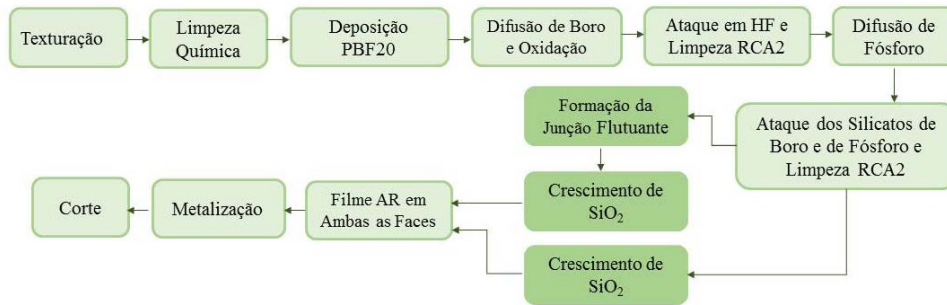 Texturação
Limpeza
Química
Deposição
PBF20
Difusão de Boro
e Oxidação
Ataque em HF e
Limpeza RCA2
Difusão de
Fósforo
Formação da
Junção Flutuante
Ataque dos Silicatos de
Boro e de Fósforo e
Limpeza RCA2
Corte
Metalização
Filme AR em
Ambas as Faces
Crescimento de
SiO₂
Crescimento de
SiO₂